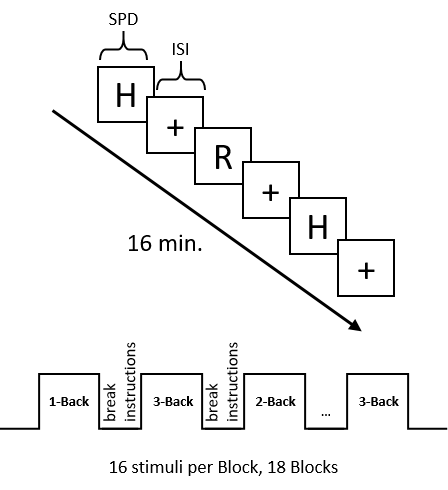 SPD
ISI
H
+
R
+
H
+
16 min.
1-Back
break
instructions
3-Back
break
instructions
2-Back
...
3-Back
16 stimuli per Block, 18 Blocks